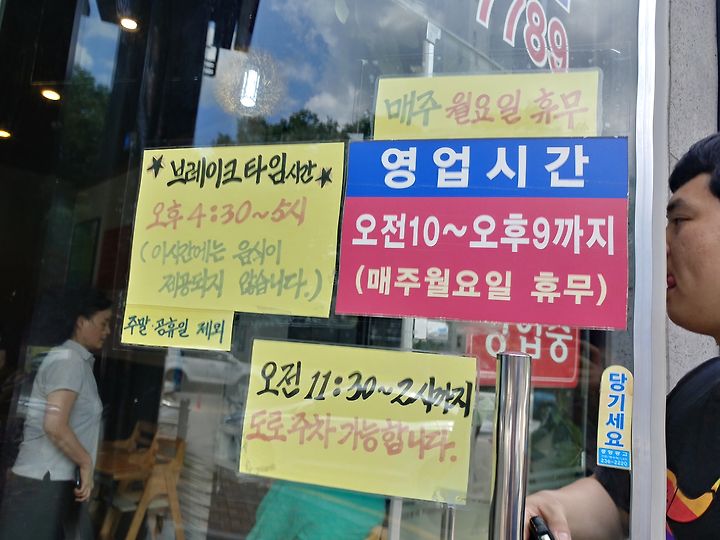 789
매주 월요일 휴무
영업시간
오전10~오후9까지
(매주월요일 휴무)
★브레이크타임시간★
오후 4:30~5시
(이시간에는 음식이
제공되지 않습니다.)
주말·공휴일 제외
영업중
오전 11:30~2시까지
도로주차 가능합니다.
당기세요